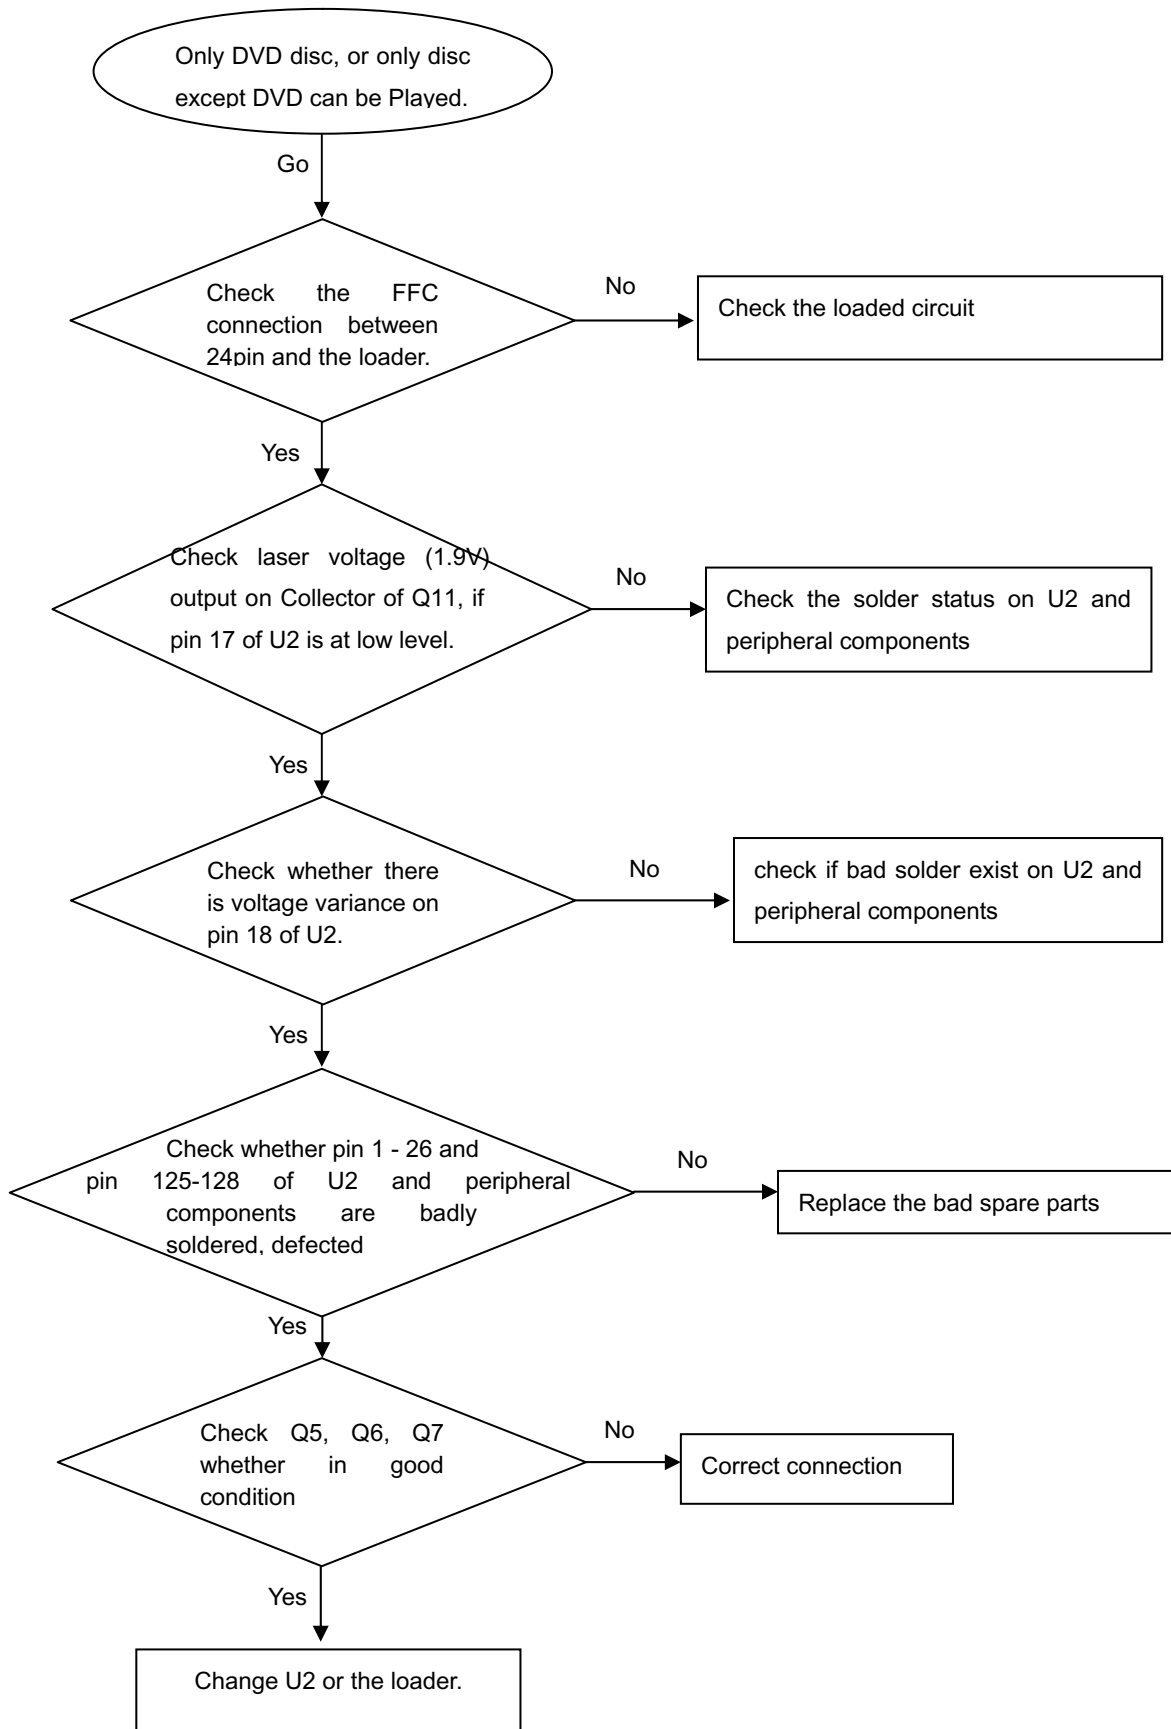 Only DVD disc, or only disc
except DVD can be Played.
Go
Check the FFC
connection between
24pin and the loader.
No
Check the loaded circuit
Yes
Check laser voltage (1.9V)
output on Collector of Q11, if
pin 17 of U2 is at low level.
No
Check the solder status on U2 and
peripheral components
Yes
Check whether there
is voltage variance on
pin 18 of U2.
No
check if bad solder exist on U2 and
peripheral components
Yes
Check whether pin 1 - 26 and
pin 125-128 of U2 and peripheral
components are badly
soldered, defected
No
Replace the bad spare parts
Yes
Check Q5, Q6, Q7
whether in good
condition
No
Correct connection
Yes
Change U2 or the loader.